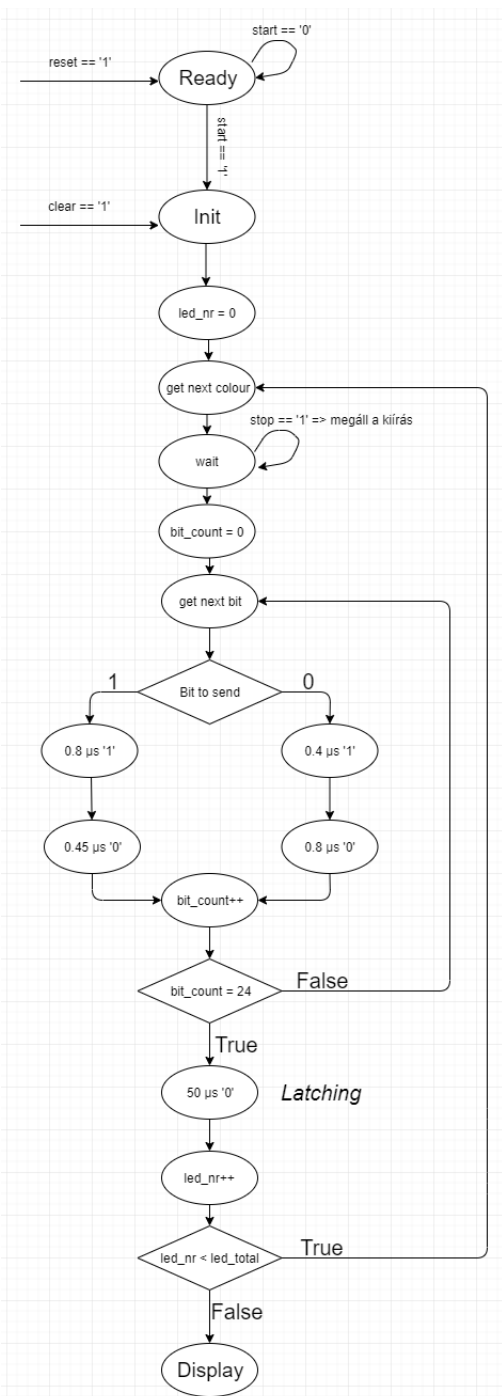 start == '0'
reset == '1'
Ready
start == '1'
clear == '1'
Init
led_nr = 0
get next colour
stop == '1' => megáll a kiírás
wait
bit_count = 0
get next bit
1
Bit to send
0
0.8 µs '1'
0.4 µs '1'
0.45 µs '0'
0.8 µs '0'
bit_count++
bit_count = 24
False
True
50 µs '0'
Latching
led_nr++
led_nr < led_total
True
False
Display